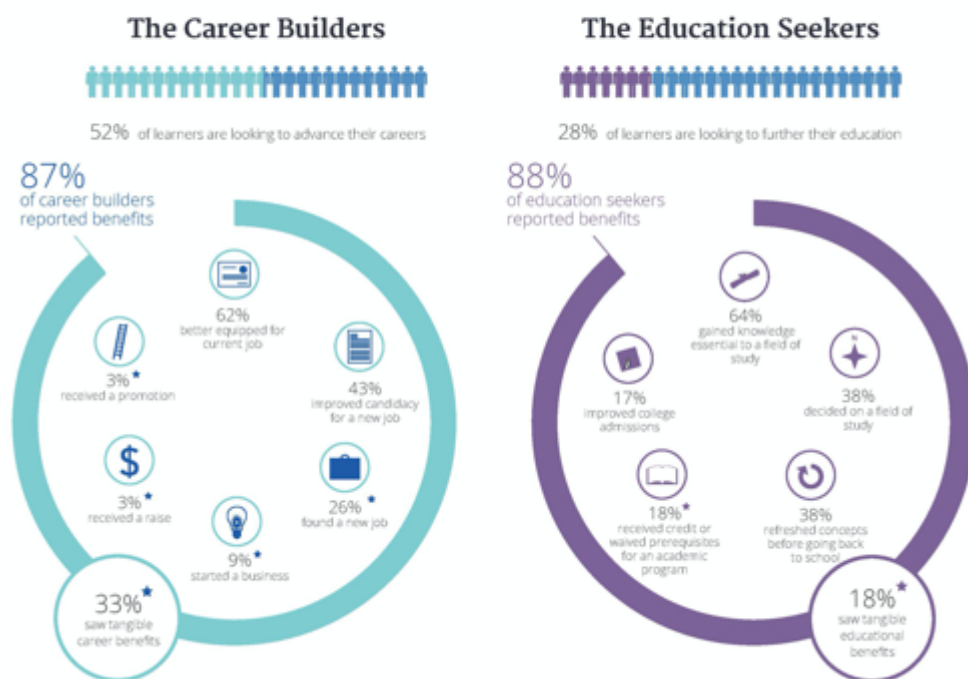 The Career Builders
52% of learners are looking to advance their careers
87%
of career builders
reported benefits
62%
better equipped for
current job
43%
improved candidacy
for a new job
26% ★
found a new job
9% ★
started a business
3% ★
received a raise
3% ★
received a promotion
33% ★
saw tangible
career benefits
The Education Seekers
28% of learners are looking to further their education
88%
of education seekers
reported benefits
64%
gained knowledge
essential to a field of
study
N
38%
decided on a field of
study
38%
refreshed concepts
before going back
to school
18% ★
received credit or
waived prerequisites
for an academic
program
17%
improved college
admissions
18% ★
saw tangible
educational
benefits